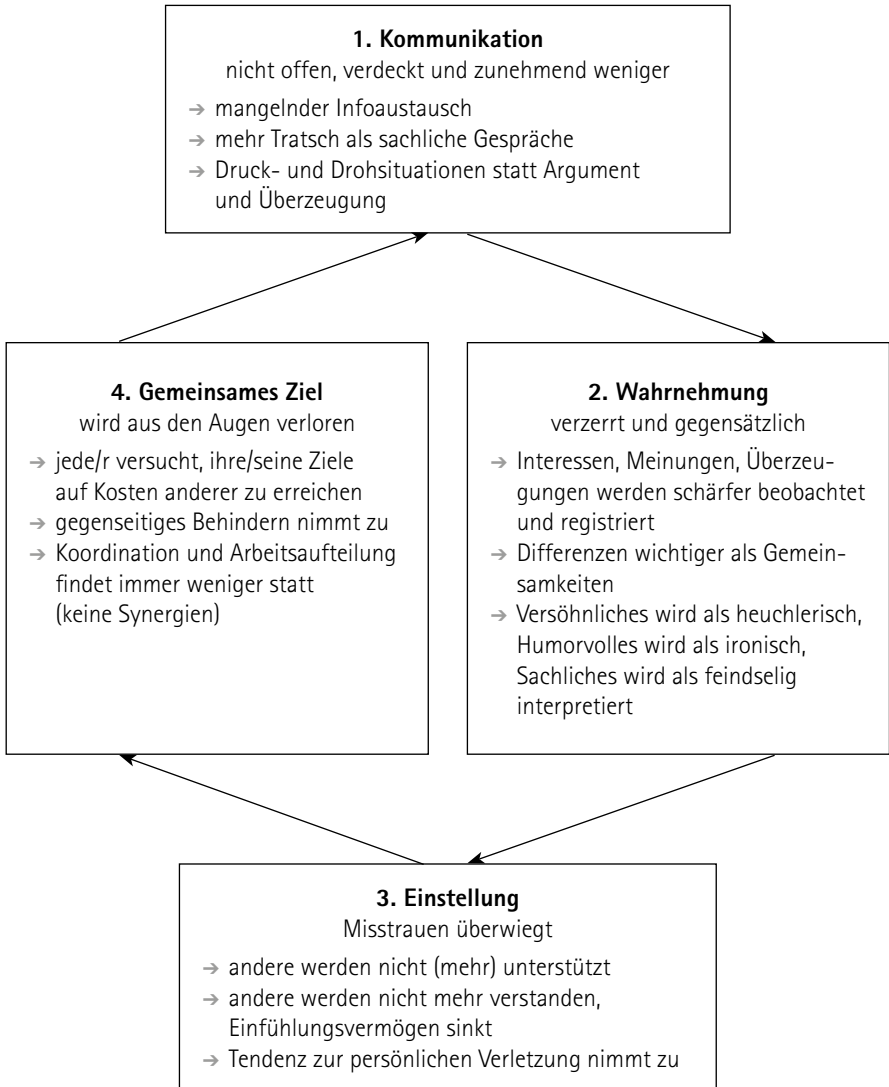 1. Kommunikation
nicht offen, verdeckt und zunehmend weniger
→ mangelnder Infoaustausch
→ mehr Tratsch als sachliche Gespräche
→ Druck- und Drohsituationen statt Argument
und Überzeugung
4. Gemeinsames Ziel
wird aus den Augen verloren
→ jede/r versucht, ihre/seine Ziele
auf Kosten anderer zu erreichen
→ gegenseitiges Behindern nimmt zu
→ Koordination und Arbeitsaufteilung
findet immer weniger statt
(keine Synergien)
2. Wahrnehmung
verzerrt und gegensätzlich
→ Interessen, Meinungen, Überzeu-
gungen werden schärfer beobachtet
und registriert
→ Differenzen wichtiger als Gemein-
samkeiten
→ Versöhnliches wird als heuchlerisch,
Humorvolles wird als ironisch,
Sachliches wird als feindselig
interpretiert
3. Einstellung
Misstrauen überwiegt
→ andere werden nicht (mehr) unterstützt
→ andere werden nicht mehr verstanden,
Einfühlungsvermögen sinkt
→ Tendenz zur persönlichen Verletzung nimmt zu